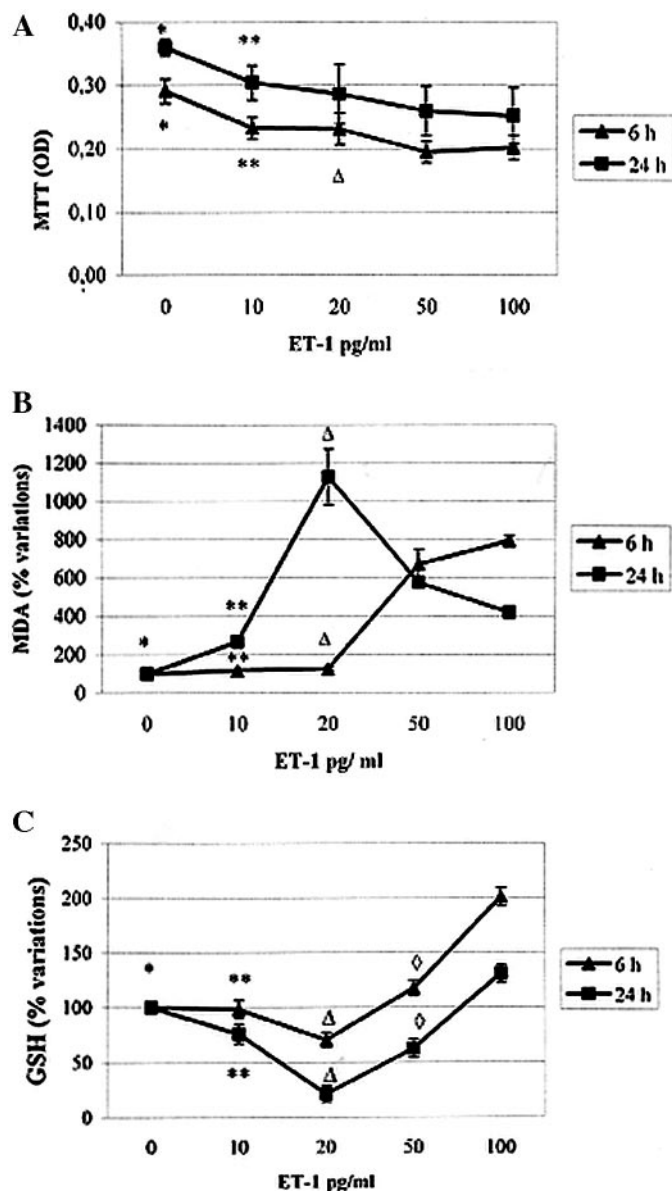 A
0,40
0,30
0,20
0,10
0,00
MTT (OD)
*
**
*
**
Δ
0 10 20 50 100
ET-1 pg/ml
6 h
24 h
B
1400
1200
1000
800
600
400
200
0
MDA (% variations)
Δ
**
*
**
Δ
0 10 20 50 100
ET-1 pg/ ml
6 h
24 h
C
250
200
150
100
50
0
GSH (% variations)
*
**
◊
Δ
◊
Δ
**
0 10 20 50 100
ET-1 pg/ml
6 h
24 h